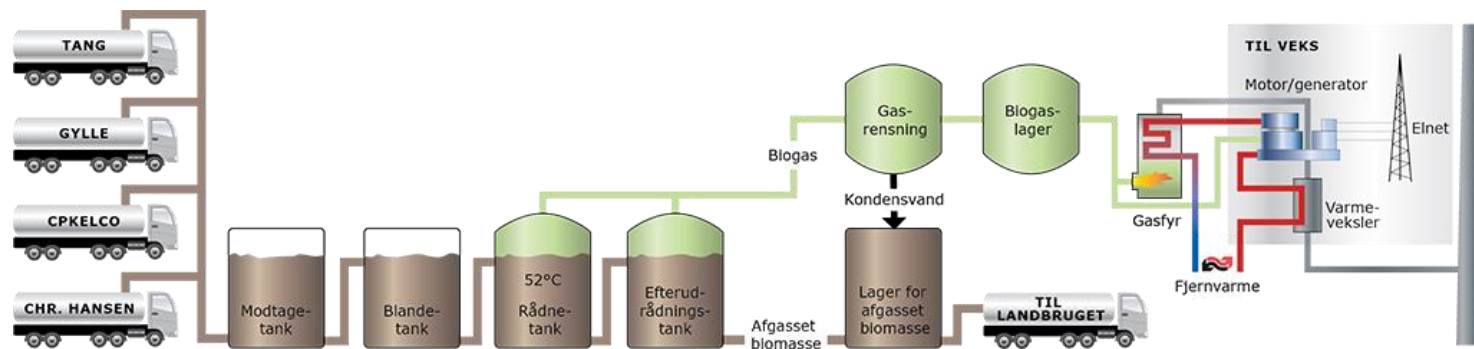 TANG
GYLLE
CPKELCO
CHR. HANSEN
Modtage-
tank
Blande-
tank
52°C
Rådne-
tank
Efterud-
rådnings-
tank
Afgasset
biomasse
Biogas
Gas-
rensning
Kondensvand
Lager for
afgasset
biomasse
TIL
LANDBRUGET
Biogas-
lager
Gasfyr
TIL VEKS
Motor/generator
Elnet
Varme-
veksler
Fjernvarme